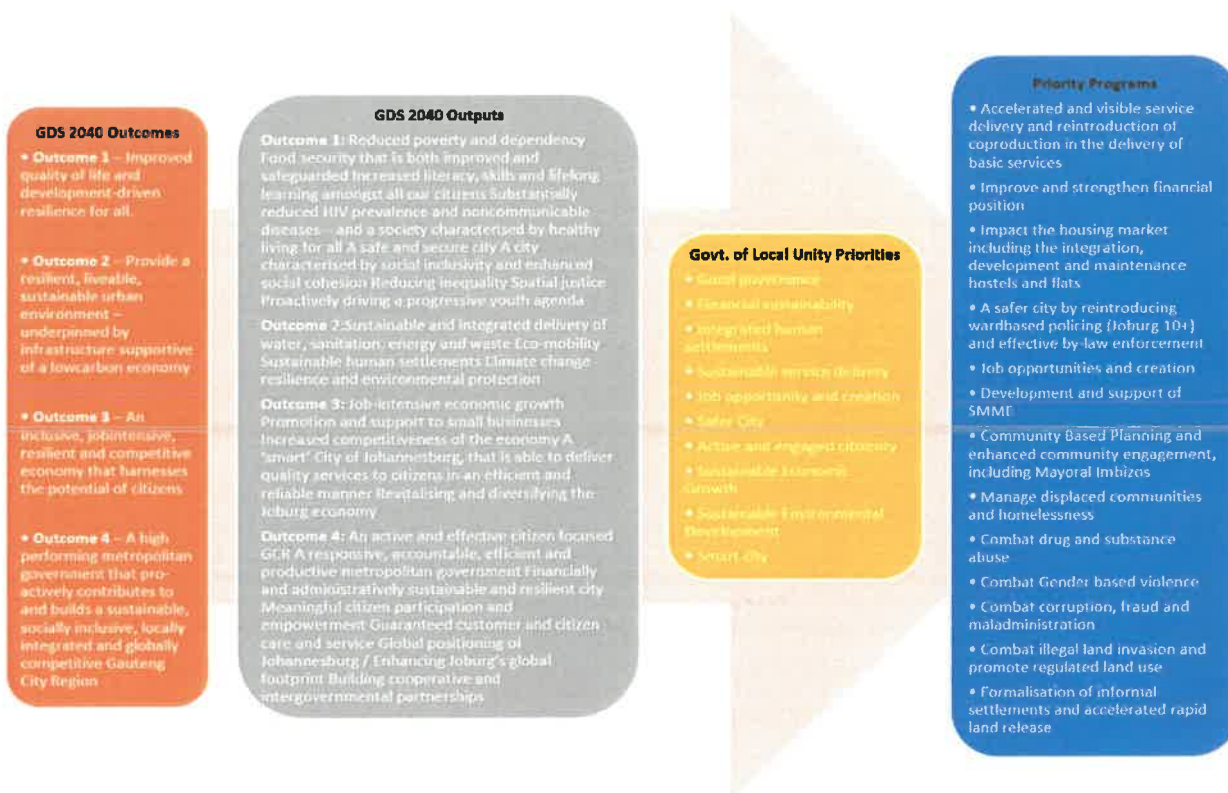 GDS 2040 Outcomes
• Outcome 1 – Improved
quality of life and
development-driven
resilience for all.
• Outcome 2 – Provide a
resilient, liveable,
sustainable urban
environment –
underpinned by
infrastructure supportive
of a lowcarbon economy
• Outcome 3 – An
inclusive, jobintensive,
resilient and competitive
economy that harnesses
the potential of citizens
• Outcome 4 – A high
performing metropolitan
government that pro-
actively contributes to
and builds a sustainable,
socially inclusive, locally
integrated and globally
competitive Gauteng
City Region
GDS 2040 Outputs
Outcome 1: Reduced poverty and dependency
Food security that is both improved and
safeguarded Increased literacy, skills and lifelong
learning amongst all our citizens Substantially
reduced HIV prevalence and noncommunicable
diseases – and a society characterised by healthy
living for all A safe and secure city A city
characterised by social inclusivity and enhanced
social cohesion Reducing inequality Spatial justice
Proactively driving a progressive youth agenda
Outcome 2:Sustainable and integrated delivery of
water, sanitation, energy and waste Eco-mobility
Sustainable human settlements Climate change
resilience and environmental protection
Outcome 3: Job-intensive economic growth
Promotion and support to small businesses
Increased competitiveness of the economy A
'smart' City of Johannesburg, that is able to deliver
quality services to citizens in an efficient and
reliable manner Revitalising and diversifying the
Joburg economy
Outcome 4: An active and effective citizen focused
GCR A responsive, accountable, efficient and
productive metropolitan government Financially
and administratively sustainable and resilient city
Meaningful citizen participation and
empowerment Guaranteed customer and citizen
care and service Global positioning of
Johannesburg / Enhancing Joburg's global
footprint Building cooperative and
intergovernmental partnerships
Govt. of Local Unity Priorities
• Good governance
• Financial sustainability
• Integrated human
settlements
• Sustainable service delivery
• Job opportunity and creation
• Safer City
• Active and engaged citizenry
• Sustainable Economic
Growth
• Sustainable Environmental
Development
• Smart city
Priority Programs
• Accelerated and visible service
delivery and reintroduction of
coproduction in the delivery of
basic services
• Improve and strengthen financial
position
• Impact the housing market
including the integration,
development and maintenance
hostels and flats
• A safer city by reintroducing
wardbased policing (Joburg 10+)
and effective by-law enforcement
• Job opportunities and creation
• Development and support of
SMME
• Community Based Planning and
enhanced community engagement,
including Mayoral Imbizos
• Manage displaced communities
and homelessness
• Combat drug and substance
abuse
• Combat Gender based violence
• Combat corruption, fraud and
maladministration
• Combat illegal land invasion and
promote regulated land use
• Formalisation of informal
settlements and accelerated rapid
land release